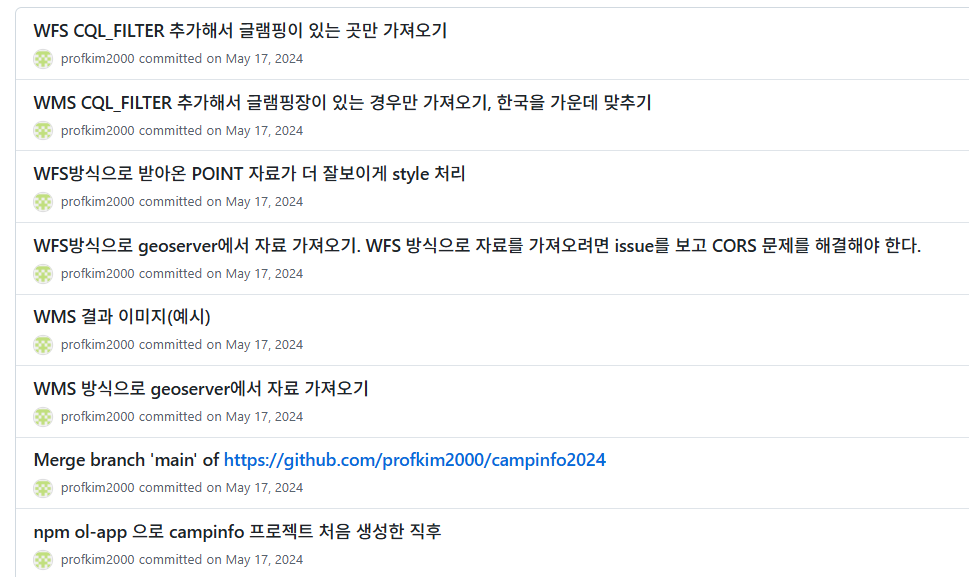 WFS CQL_FILTER 추가해서 글램핑이 있는 곳만 가져오기
profkim2000 committed on May 17, 2024
WMS CQL_FILTER 추가해서 글램핑장이 있는 경우만 가져오기, 한국을 가운데 맞추기
profkim2000 committed on May 17, 2024
WFS방식으로 받아온 POINT 자료가 더 잘보이게 style 처리
profkim2000 committed on May 17, 2024
WFS방식으로 geoserver에서 자료 가져오기. WFS 방식으로 자료를 가져오려면 issue를 보고 CORS 문제를 해결해야 한다.
profkim2000 committed on May 17, 2024
WMS 결과 이미지(예시)
profkim2000 committed on May 17, 2024
WMS 방식으로 geoserver에서 자료 가져오기
profkim2000 committed on May 17, 2024
Merge branch 'main' of https://github.com/profkim2000/campinfo2024
profkim2000 committed on May 17, 2024
npm ol-app 으로 campinfo 프로젝트 처음 생성한 직후
profkim2000 committed on May 17, 2024